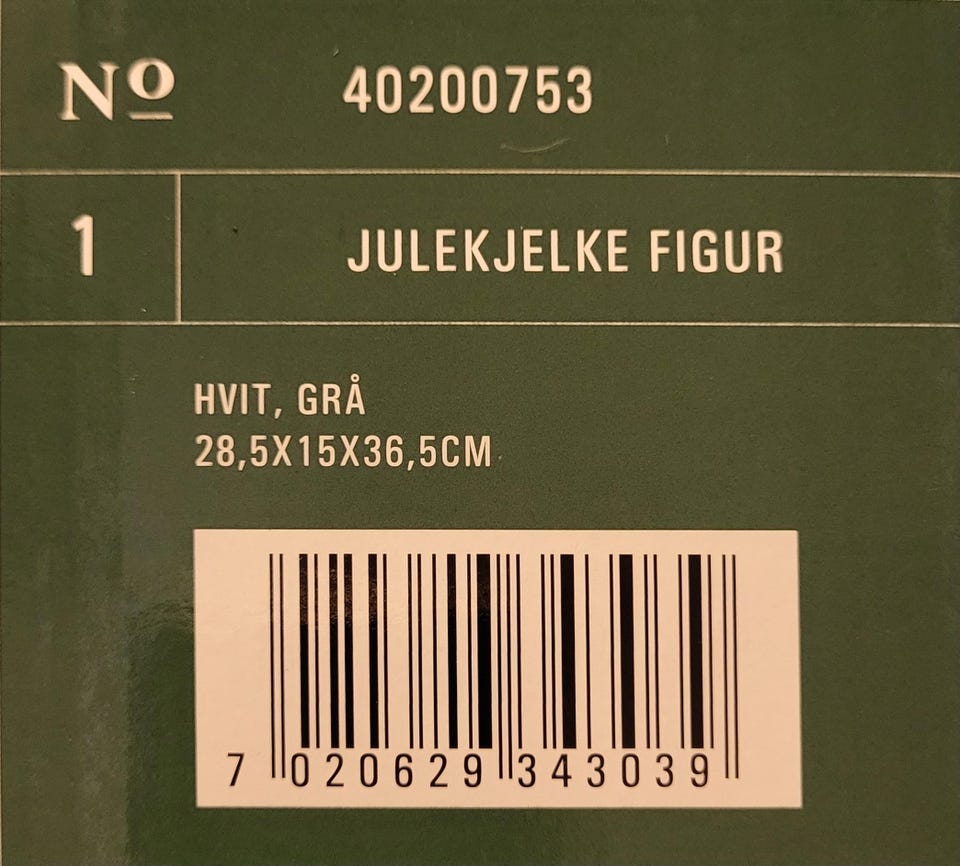 Nº 40200753
1 JULEKJELKE FIGUR
HVIT, GRÅ
28,5X15X36,5CM
7 020629 343039